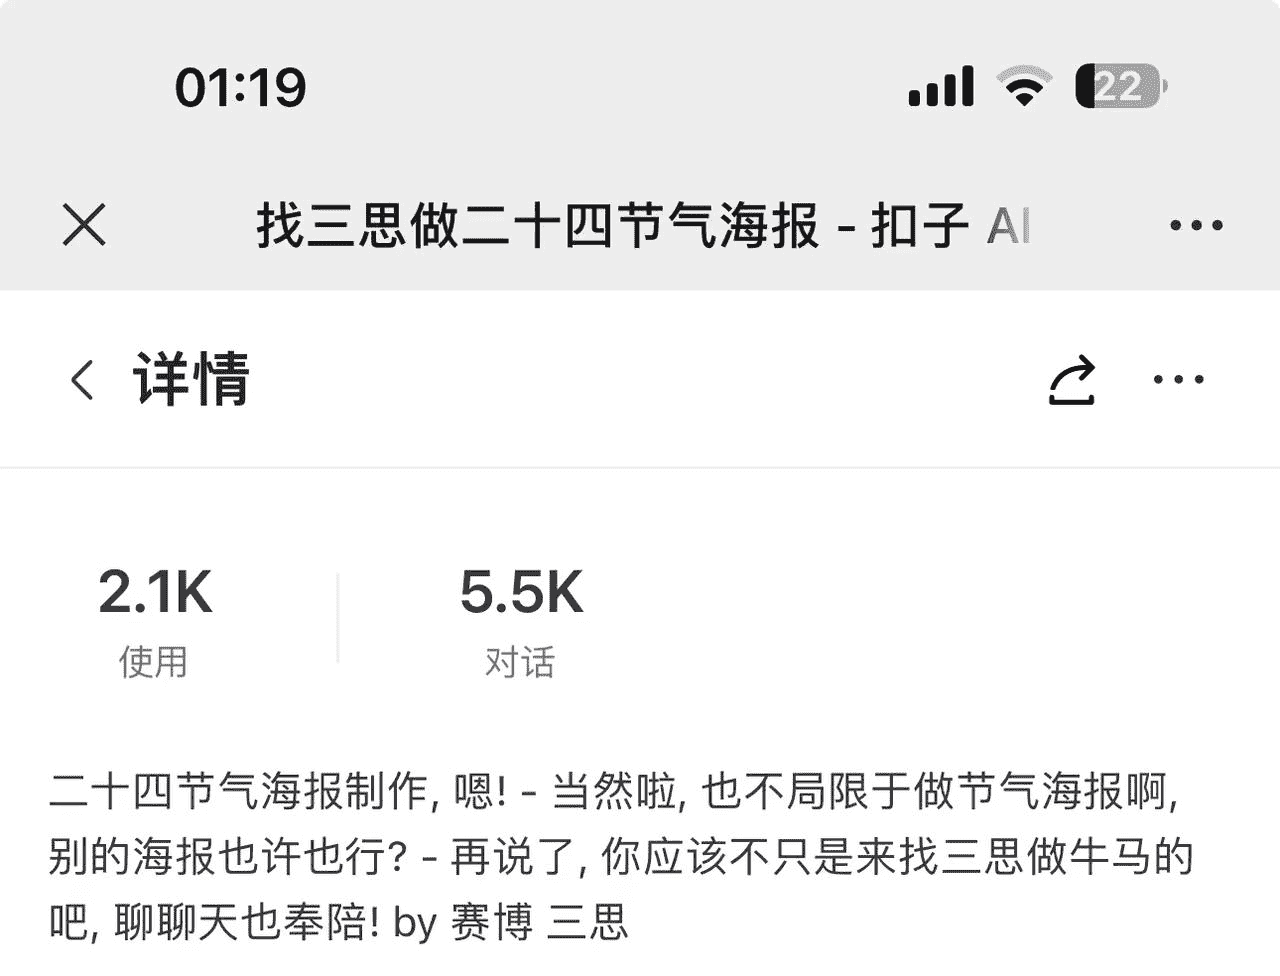 01:19
22
找三思做二十四节气海报 - 扣子 AI
详情
2.1K
使用
5.5K
对话
二十四节气海报制作, 嗯! - 当然啦, 也不局限于做节气海报啊,
别的海报也许也行? - 再说了, 你应该不只是来找三思做牛马的
吧, 聊聊天也奉陪! by 赛博 三思